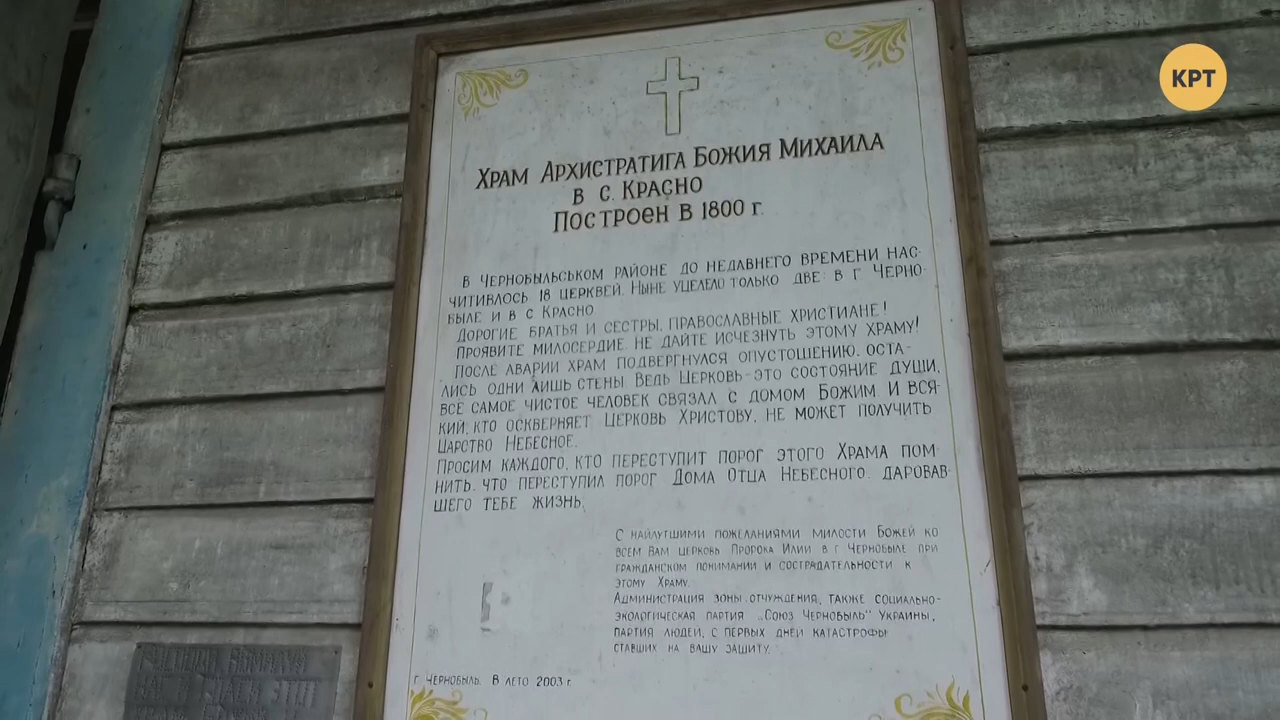 КРТ
Храм Архистратига Божия Михаила
в с. Красно
Построен в 1800 г.
В Чернобыльськом районе до недавнего времени нас-
читивлось 18 церквей. Ныне уцелело только две: в г. Черно-
быле и в с. Красно
Дорогие братья и сестры, православные христиане!
Проявите милосердие, не дайте исчезнуть этому храму!
После аварии храм подвергнулся опустошению, оста-
лись одни лишь стены. Ведь Церковь-это состояние души,
все самое чистое человек связал с домом Божим и вся-
кий, кто оскверняет Церковь Христову, не может получить
Царство Небесное.
Просим каждого, кто переступит порог этого Храма пом-
нить, что переступил порог Дома Отца Небесного, даровав-
шего тебе жизнь.
С найлутшими пожеланиями милости Божей ко
всем Вам церковь Пророка Илии в г. Чернобыле при
гражданском понимании и сострадательности к
этому Храму.
Администрация зоны отчуждения, также социально-
экологическая партия „Союз Чернобыль" Украины,
партия людей, с первых дней катастрофы
ставших на вашу защиту.
г. Чернобыль. В лето 2003 г.